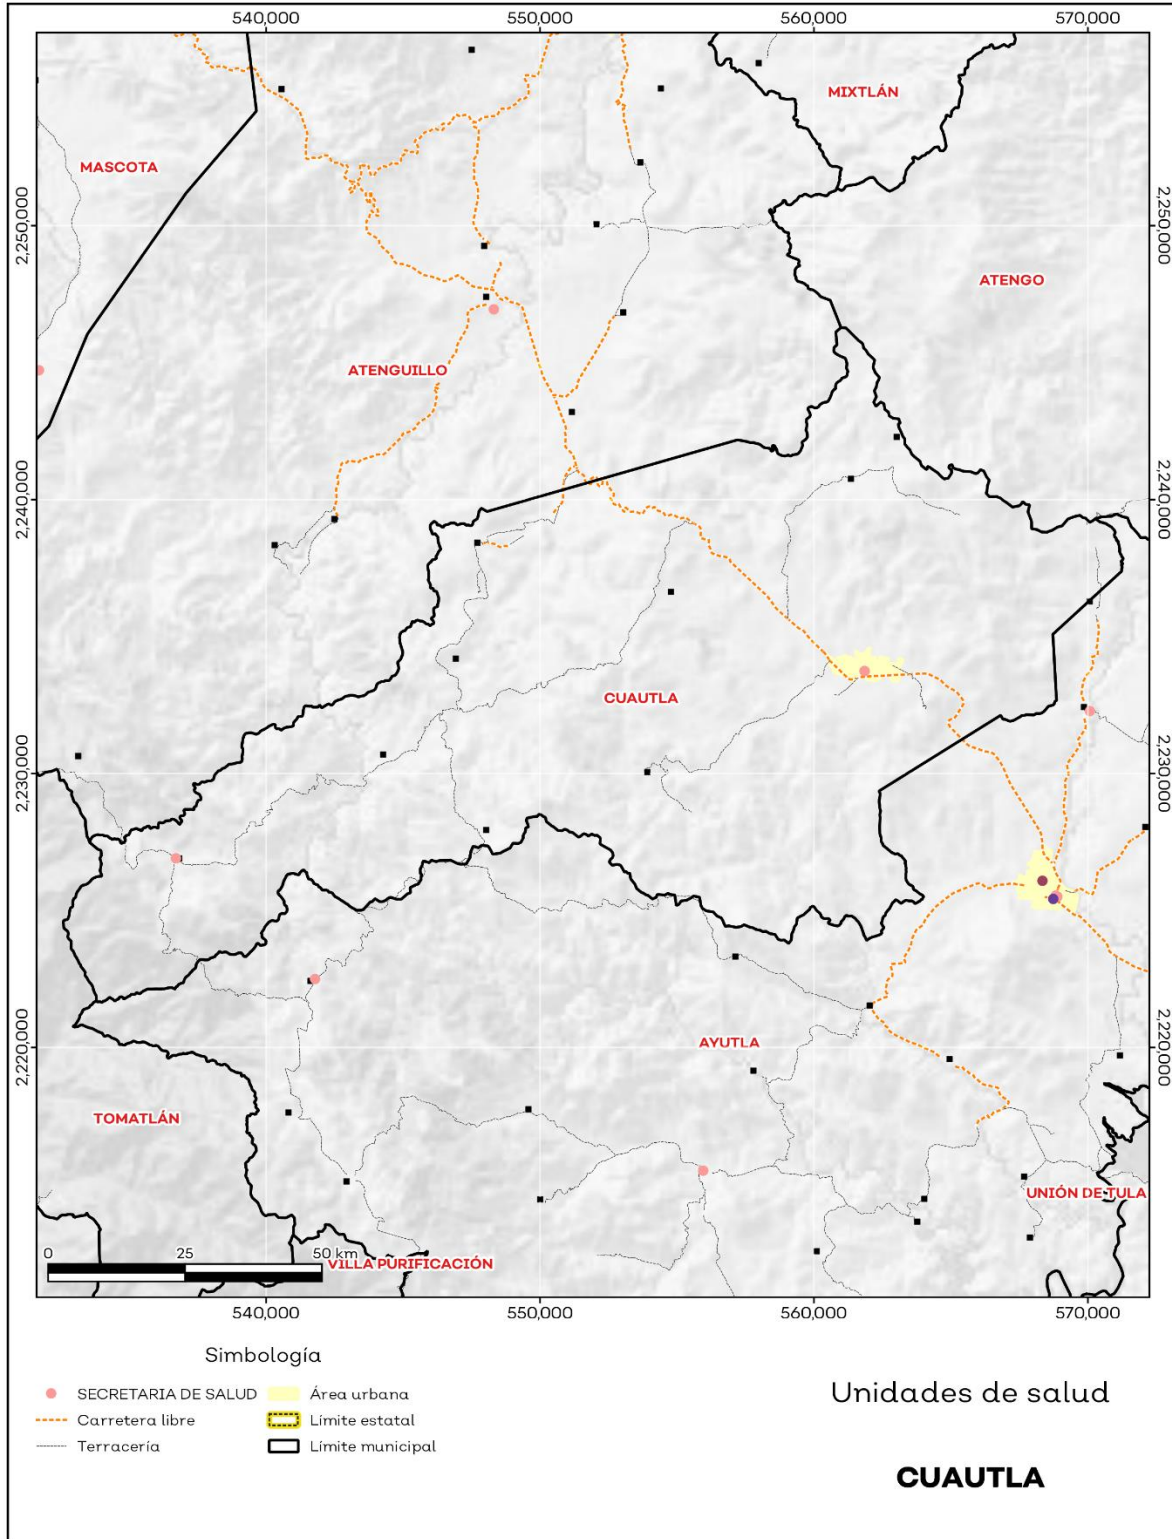 540,000
550,000
560,000
570,000
MIXTLÁN
MASCOTA
2,250,000
2,250,000
ATENGO
ATENGUILLO
2,240,000
2,240,000
CUAUTLA
2,230,000
2,230,000
AYUTLA
2,220,000
2,220,000
TOMATLÁN
UNIÓN DE TULA
0
25
50 km
VILLA PURIFICACIÓN
540,000
550,000
560,000
570,000
Simbología
SECRETARIA DE SALUD
Área urbana
Carretera libre
Límite estatal
Terracería
Límite municipal
Unidades de salud
CUAUTLA